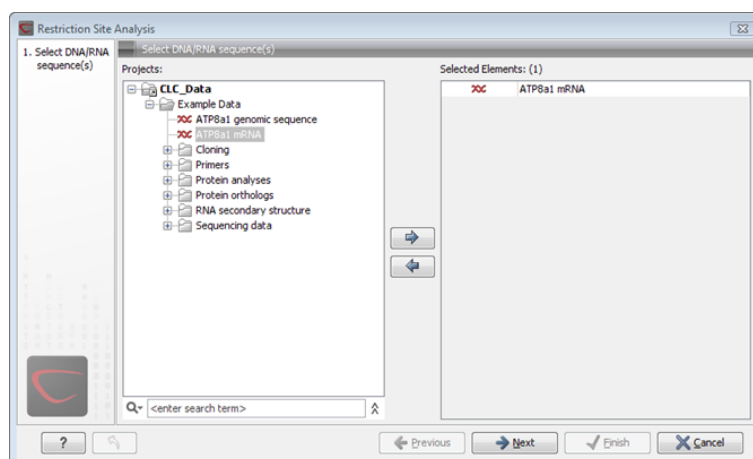 Restriction Site Analysis
1. Select DNA/RNA
sequence(s)
Select DNA/RNA sequence(s)
Projects:
CLC_Data
Example Data
ATP8a1 genomic sequence
ATP8a1 mRNA
Cloning
Primers
Protein analyses
Protein orthologs
RNA secondary structure
Sequencing data
<enter search term>
Selected Elements: (1)
ATP8a1 mRNA
?
Previous
Next
Finish
Cancel